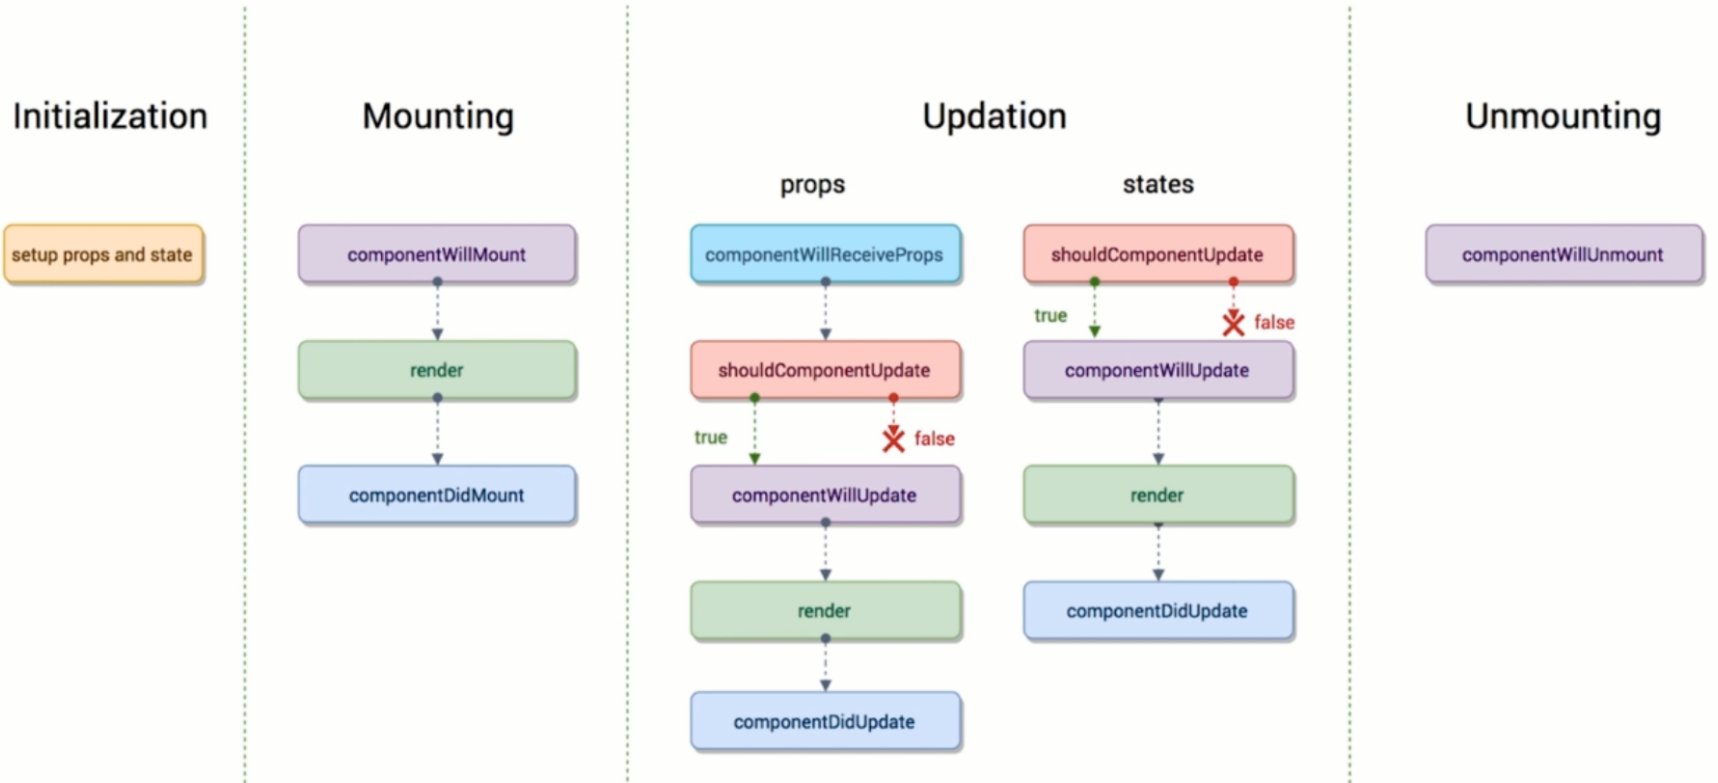 Initialization
setup props and state
Mounting
componentWillMount
render
componentDidMount
Updation
props
componentWillReceiveProps
shouldComponentUpdate
true
false
componentWillUpdate
render
componentDidUpdate
states
shouldComponentUpdate
true
false
componentWillUpdate
render
componentDidUpdate
Unmounting
componentWillUnmount